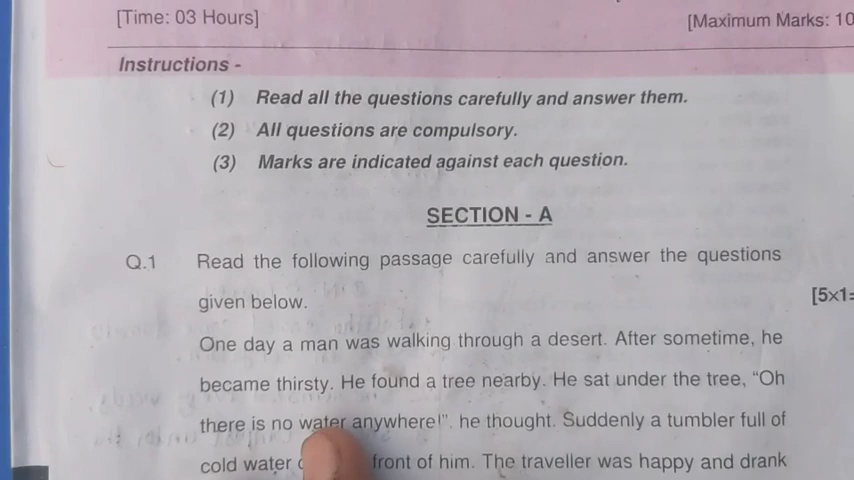 [Time: 03 Hours]
[Maximum Marks: 10
Instructions -
(1) Read all the questions carefully and answer them.
(2) All questions are compulsory.
(3) Marks are indicated against each question.
SECTION - A
Q.1 Read the following passage carefully and answer the questions
given below.
[5×1=
One day a man was walking through a desert. After sometime, he
became thirsty. He found a tree nearby. He sat under the tree, “Oh
there is no water anywhere!”. he thought. Suddenly a tumbler full of
cold water front of him. The traveller was happy and drank